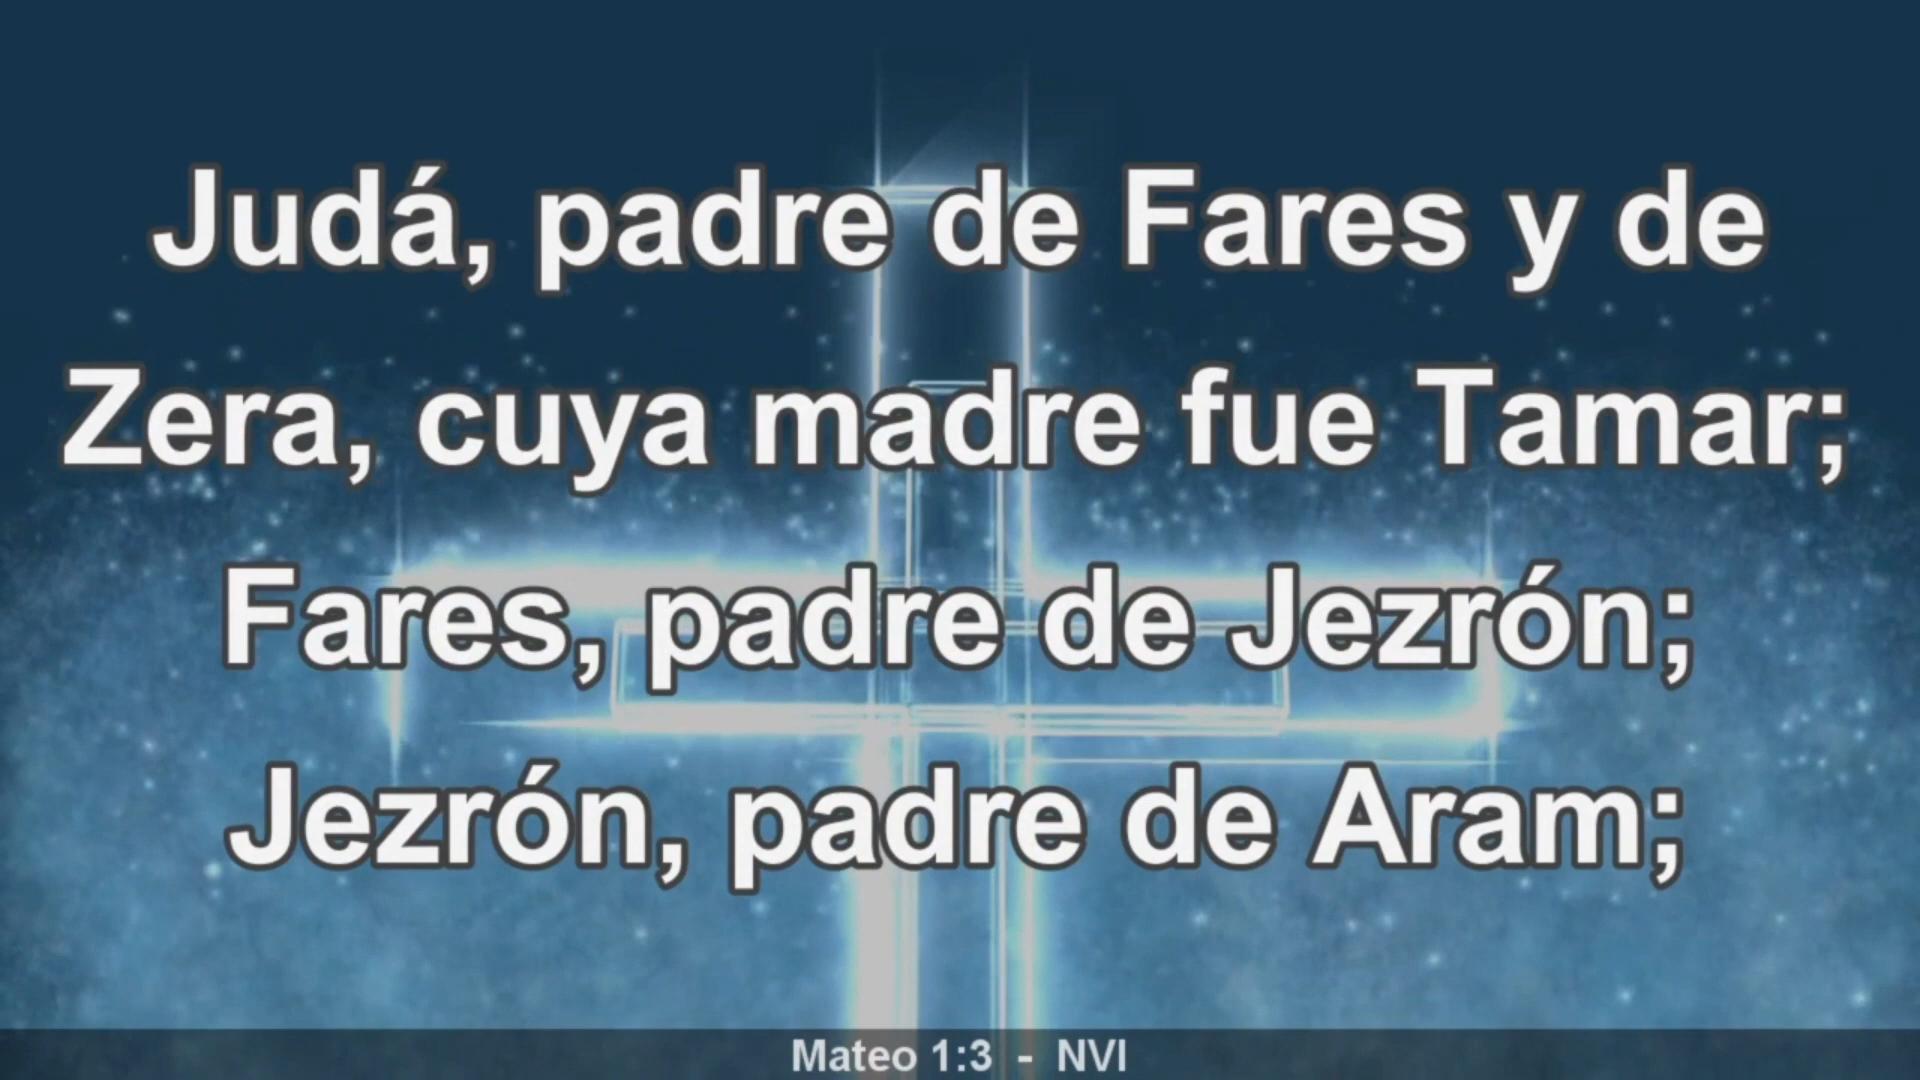 Judá, padre de Fares y de
Zera, cuya madre fue Tamar;
Fares, padre de Jezrón;
Jezrón, padre de Aram;
Mateo 1:3 - NVI